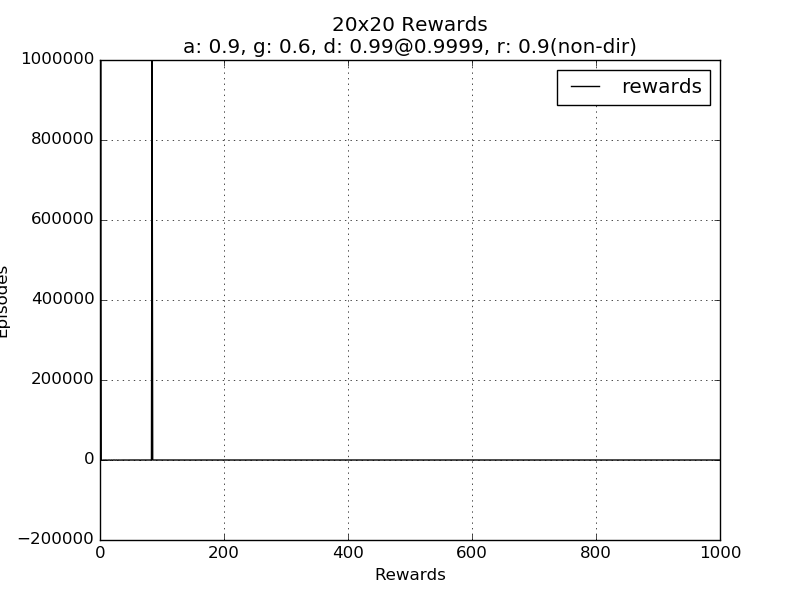 20x20 Rewards
a: 0.9, g: 0.6, d: 0.99@0.9999, r: 0.9(non-dir)
1000000
rewards
800000
600000
400000
Episodes
200000
0
−200000
0 200 400 600 800 1000
Rewards